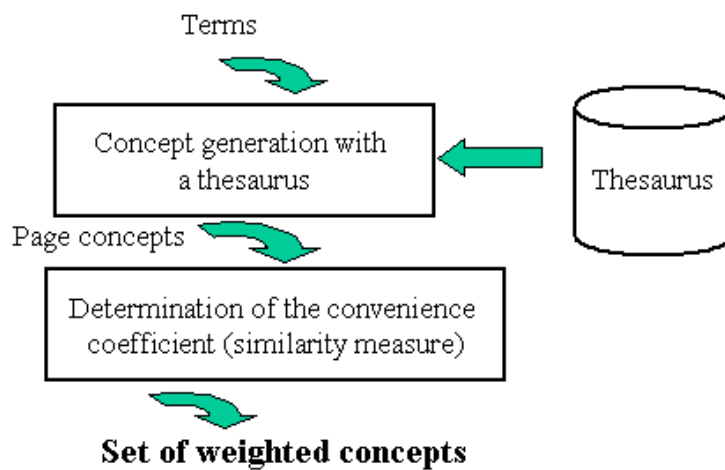 Terms
Concept generation with
a thesaurus
Thesaurus
Page concepts
Determination of the convenience
coefficient (similarity measure)
Set of weighted concepts